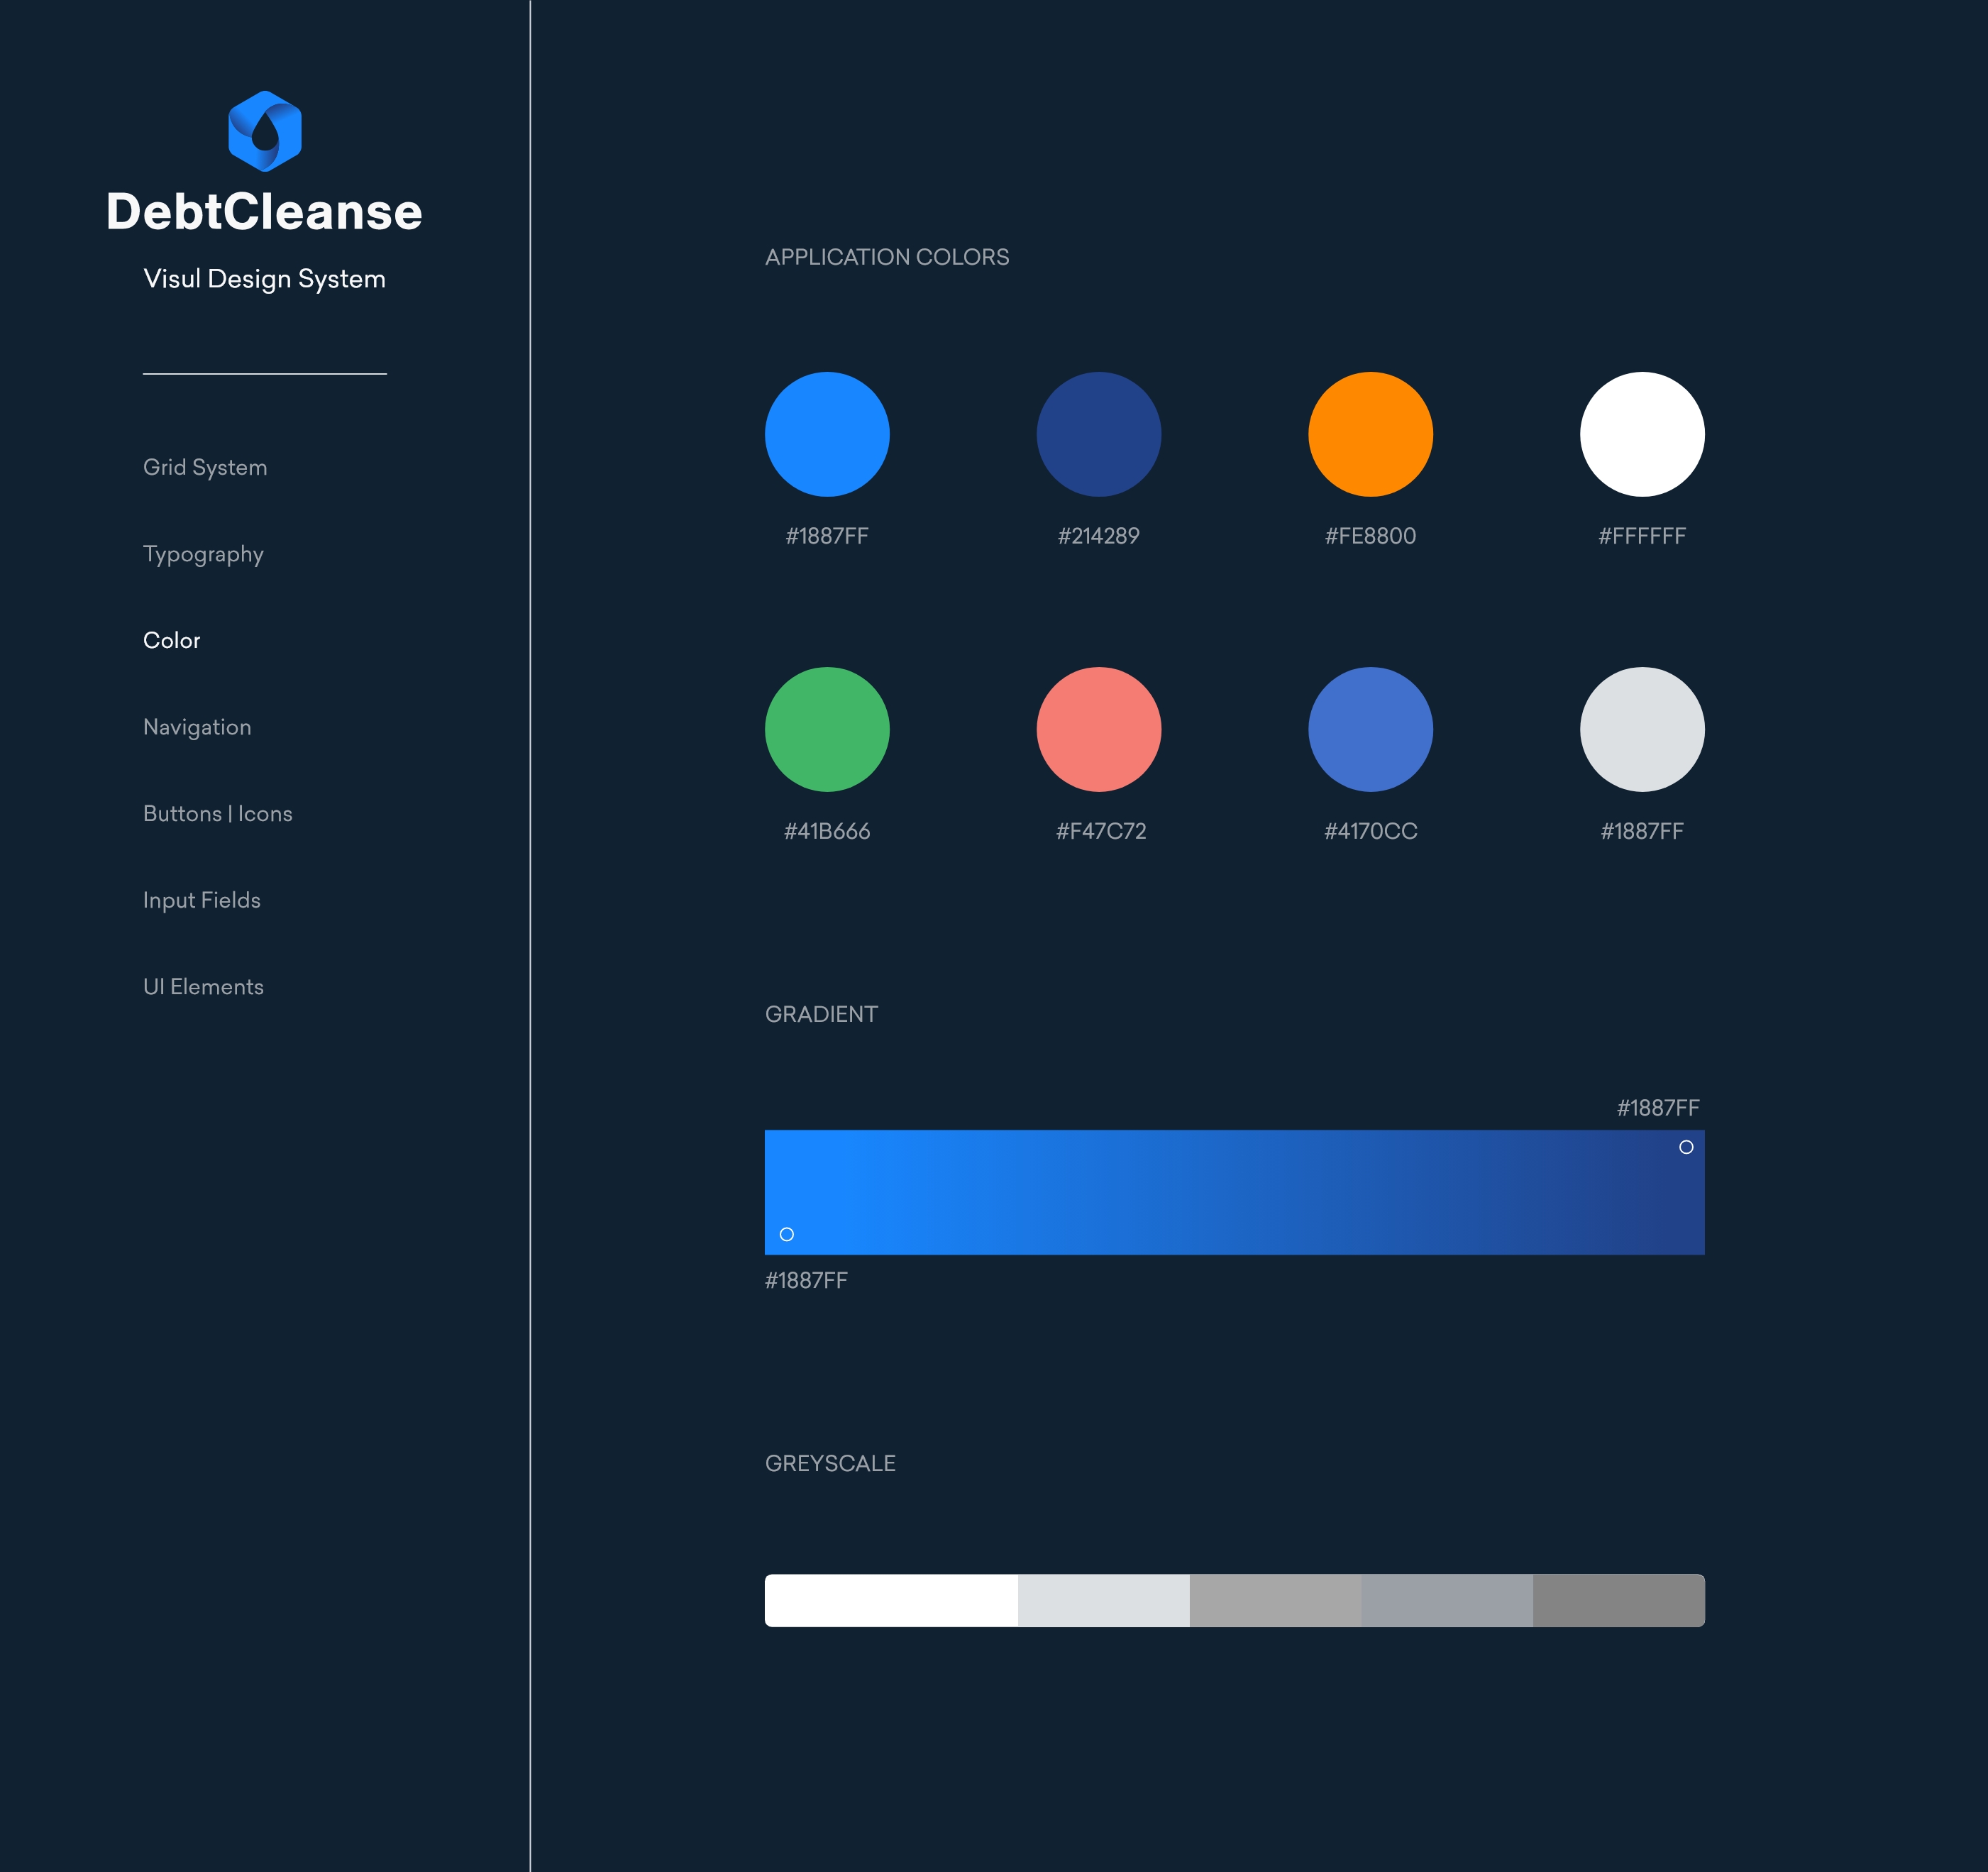 DebtCleanse
Visul Design System
Grid System
Typography
Color
Navigation
Buttons | Icons
Input Fields
UI Elements
APPLICATION COLORS
#1887FF
#214289
#FE8800
#FFFFFF
#41B666
#F47C72
#4170CC
#1887FF
GRADIENT
#1887FF
#1887FF
GREYSCALE